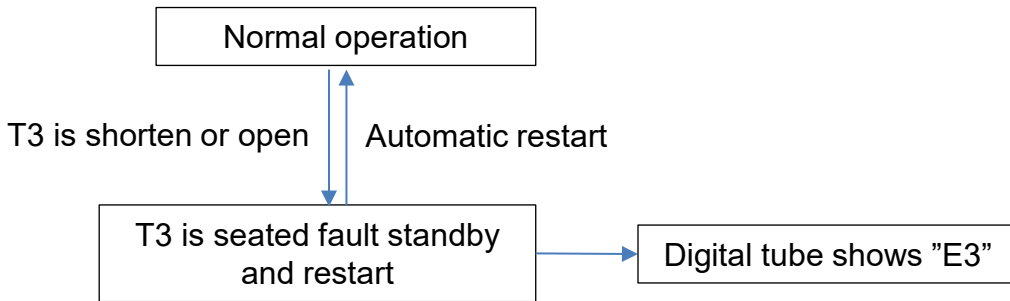 Normal operation
T3 is shorten or open
Automatic restart
T3 is seated fault standby
and restart
Digital tube shows ”E3”